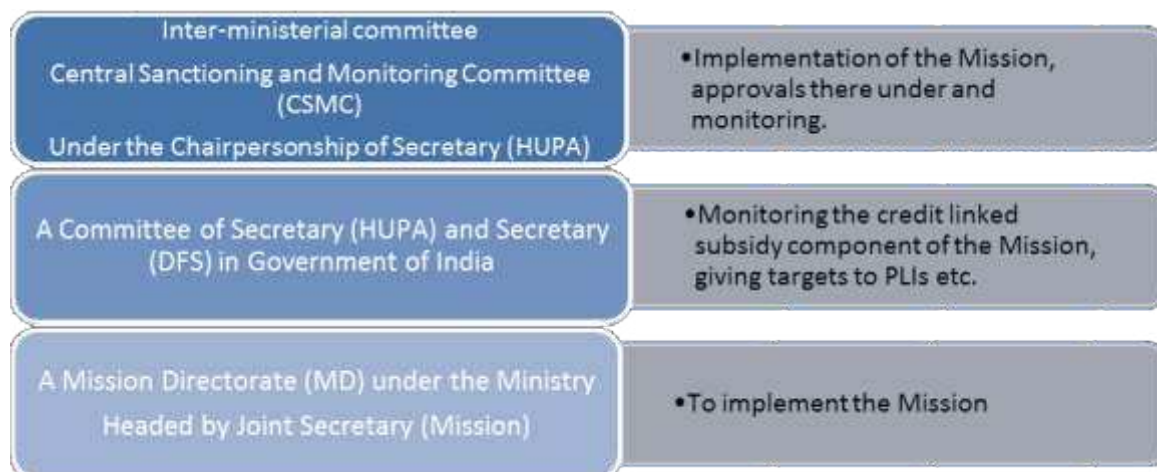 Inter-ministerial committee
Central Sanctioning and Monitoring Committee
(CSMC)
Under the Chairpersonship of Secretary (HUPA)
•Implementation of the Mission,
approvals there under and
monitoring.
A Committee of Secretary (HUPA) and Secretary
(DFS) in Government of India
•Monitoring the credit linked
subsidy component of the Mission,
giving targets to PLIs etc.
A Mission Directorate (MD) under the Ministry
Headed by Joint Secretary (Mission)
•To implement the Mission